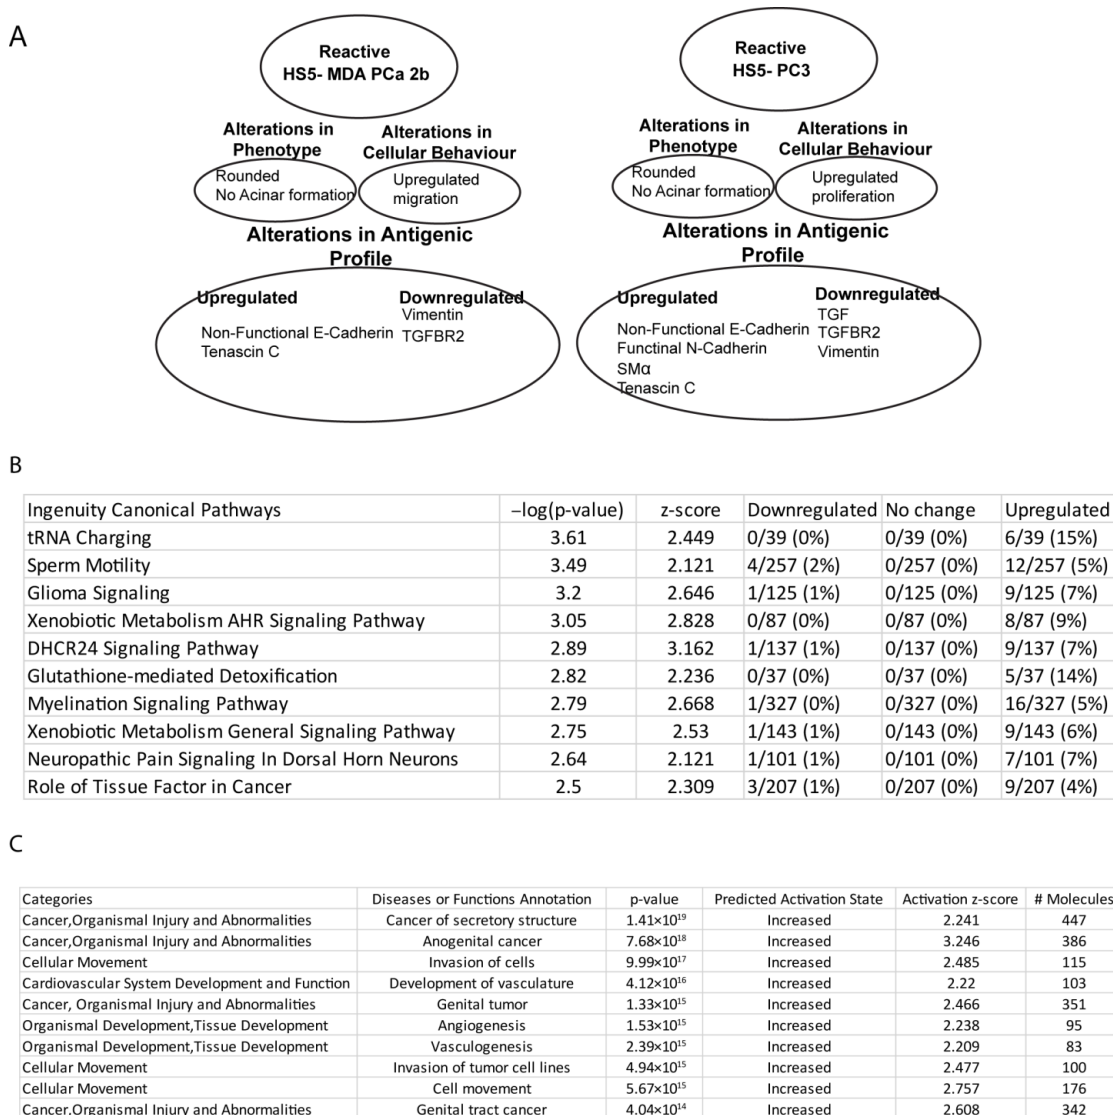 A
Reactive
HS5- MDA PCa 2b
Reactive
HS5- PC3
Alterations in
Phenotype
Alterations in
Cellular Behaviour
Alterations in
Phenotype
Alterations in
Cellular Behaviour
Rounded
No Acinar formation
Upregulated
migration
Rounded
No Acinar formation
Upregulated
proliferation
Alterations in Antigenic
Profile
Alterations in Antigenic
Profile
Upregulated
Non-Functional E-Cadherin
Tenascin C
Downregulated
Vimentin
TGFBR2
Upregulated
Non-Functional E-Cadherin
Functinal N-Cadherin
SMα
Tenascin C
Downregulated
TGF
TGFBR2
Vimentin
B
Ingenuity Canonical Pathways –log(p-value) z-score Downregulated No change Upregulated
tRNA Charging 3.61 2.449 0/39 (0%) 0/39 (0%) 6/39 (15%)
Sperm Motility 3.49 2.121 4/257 (2%) 0/257 (0%) 12/257 (5%)
Glioma Signaling 3.2 2.646 1/125 (1%) 0/125 (0%) 9/125 (7%)
Xenobiotic Metabolism AHR Signaling Pathway 3.05 2.828 0/87 (0%) 0/87 (0%) 8/87 (9%)
DHCR24 Signaling Pathway 2.89 3.162 1/137 (1%) 0/137 (0%) 9/137 (7%)
Glutathione-mediated Detoxification 2.82 2.236 0/37 (0%) 0/37 (0%) 5/37 (14%)
Myelination Signaling Pathway 2.79 2.668 1/327 (0%) 0/327 (0%) 16/327 (5%)
Xenobiotic Metabolism General Signaling Pathway 2.75 2.53 1/143 (1%) 0/143 (0%) 9/143 (6%)
Neuropathic Pain Signaling In Dorsal Horn Neurons 2.64 2.121 1/101 (1%) 0/101 (0%) 7/101 (7%)
Role of Tissue Factor in Cancer 2.5 2.309 3/207 (1%) 0/207 (0%) 9/207 (4%)
C
Categories Diseases or Functions Annotation p-value Predicted Activation State Activation z-score # Molecules
Cancer,Organismal Injury and Abnormalities Cancer of secretory structure 1.41×10¹⁹ Increased 2.241 447
Cancer,Organismal Injury and Abnormalities Anogenital cancer 7.68×10¹⁸ Increased 3.246 386
Cellular Movement Invasion of cells 9.99×10¹⁷ Increased 2.485 115
Cardiovascular System Development and Function Development of vasculature 4.12×10¹⁶ Increased 2.22 103
Cancer, Organismal Injury and Abnormalities Genital tumor 1.33×10¹⁵ Increased 2.466 351
Organismal Development,Tissue Development Angiogenesis 1.53×10¹⁵ Increased 2.238 95
Organismal Development,Tissue Development Vasculogenesis 2.39×10¹⁵ Increased 2.209 83
Cellular Movement Invasion of tumor cell lines 4.94×10¹⁵ Increased 2.477 100
Cellular Movement Cell movement 5.67×10¹⁵ Increased 2.757 176
Cancer,Organismal Injury and Abnormalities Genital tract cancer 4.04×10¹⁴ Increased 2.608 342